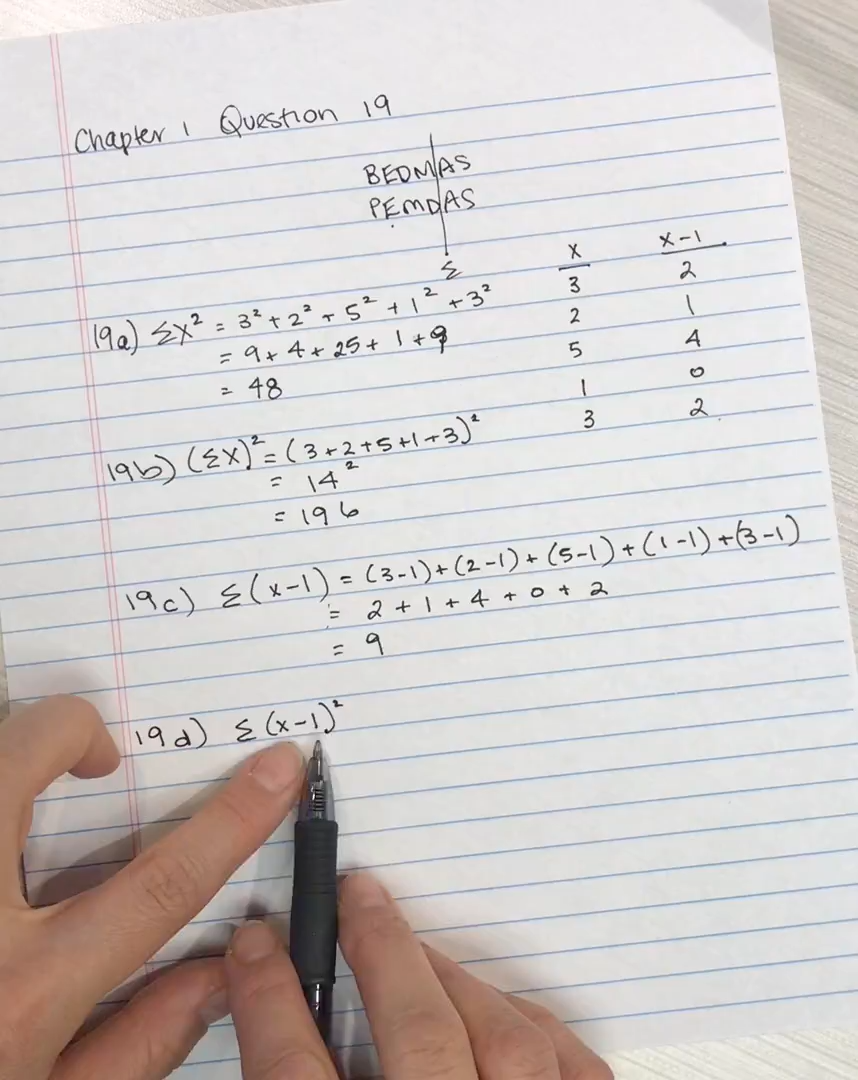 Chapter 1 Question 19
BEDMAS
PEMDAS
Σ
x x-1
3 2
2 1
5 4
1 0
3 2
19a) Σx² = 3² + 2² + 5² + 1² + 3²
= 9 + 4 + 25 + 1 + 9
= 48
19b) (Σx)² = (3+2+5+1+3)²
= 14²
= 196
19c) Σ(x-1) = (3-1)+(2-1)+(5-1)+(1-1)+(3-1)
= 2 + 1 + 4 + 0 + 2
= 9
19d) Σ(x-1)²